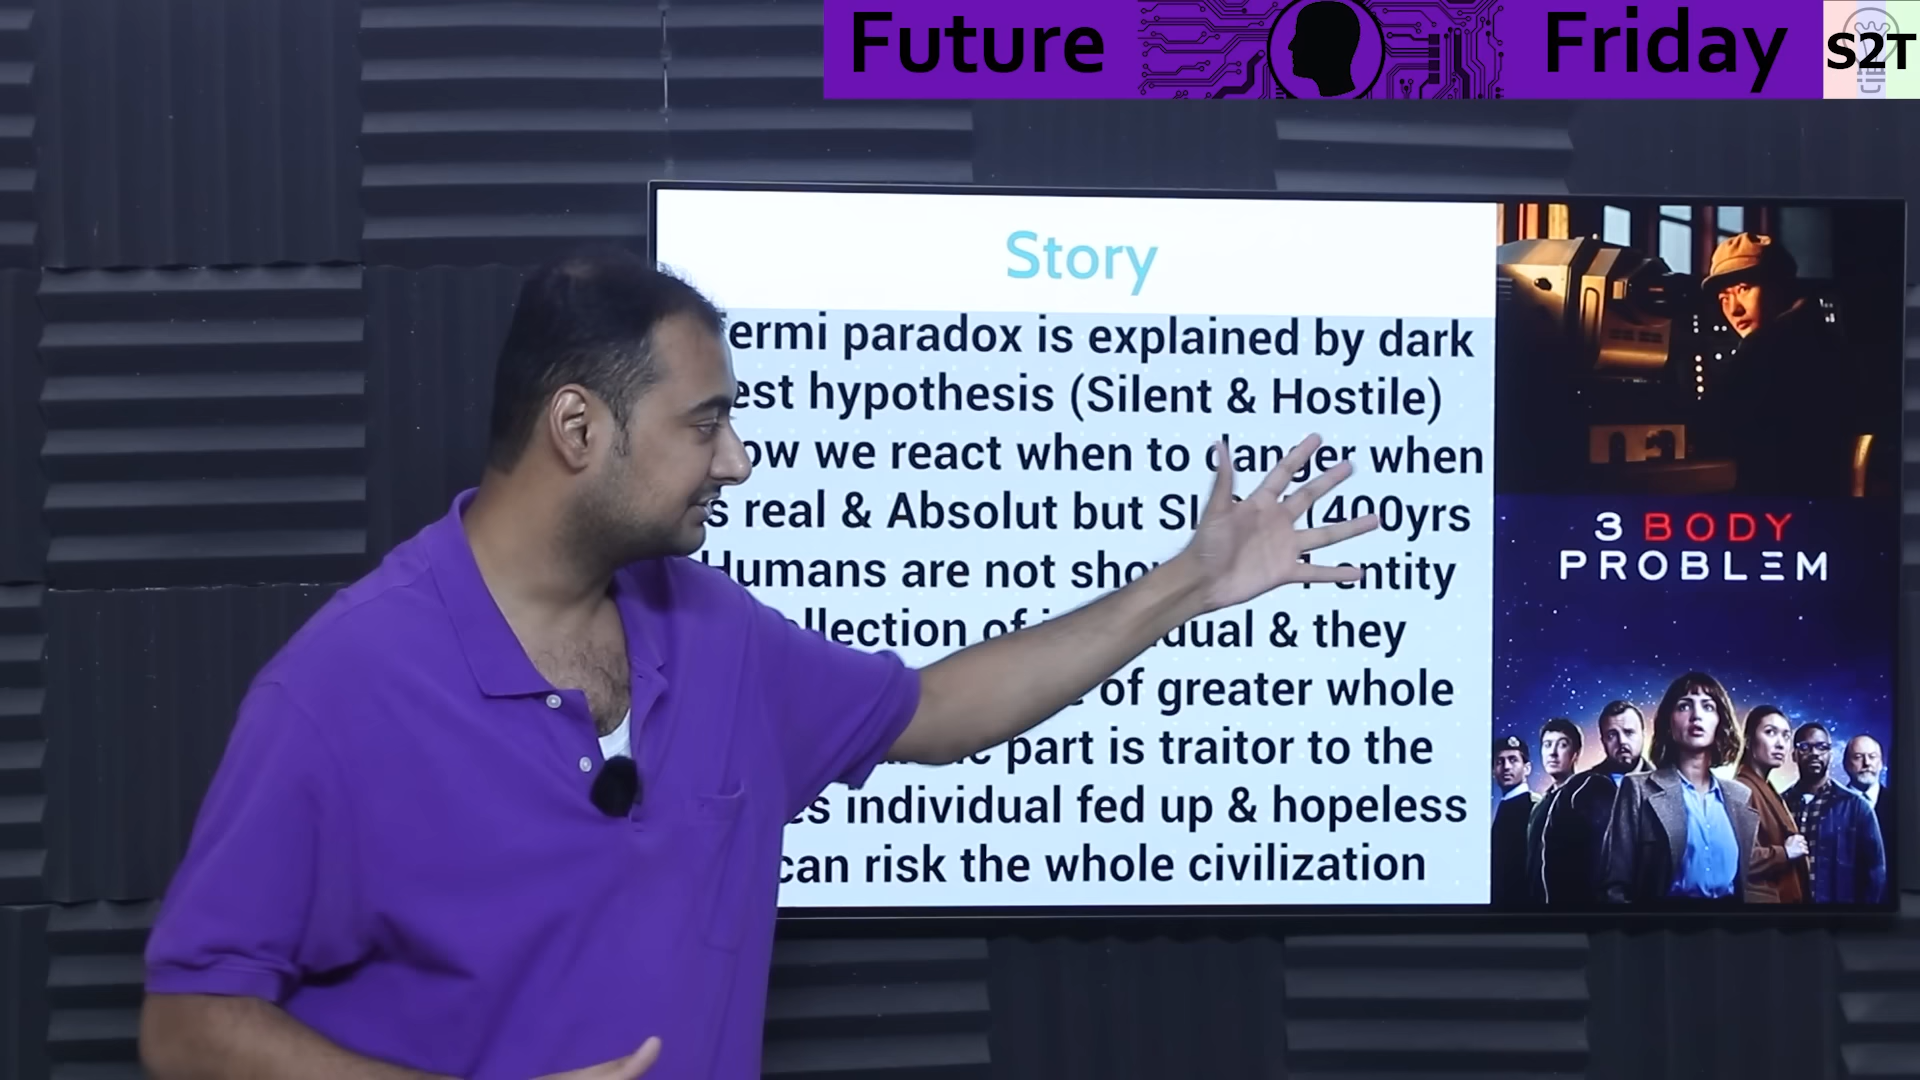 Future Friday S2T
Story
ermi paradox is explained by dark
est hypothesis (Silent & Hostile)
ow we react when to danger when
s real & Absolut but (400yrs
Humans are not entity
llection of & they
of greater whole
part is traitor to the
es individual fed up & hopeless
can risk the whole civilization
3 BODY
PROBLEM